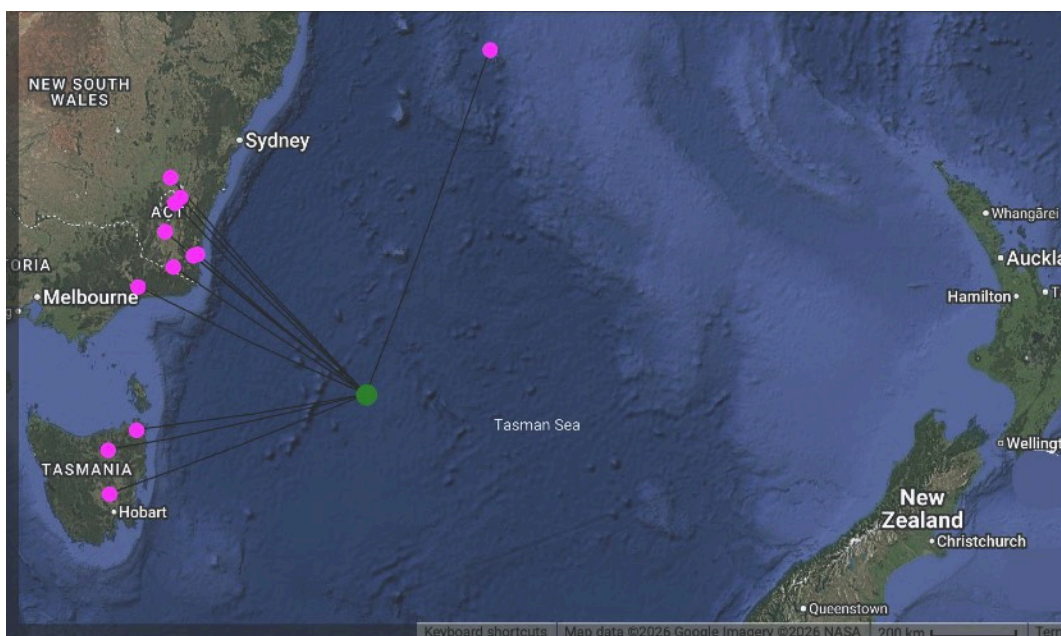 NEW SOUTH
WALES
Sydney
ACT
Whangārei
ORIA
Auckla
Melbourne
Hamilton
T
g
Tasman Sea
Wellingt
TASMANIA
New
Zealand
Hobart
Christchurch
Queenstown
Keyboard shortcuts
Map data ©2026 Google Imagery ©2026 NASA
200 km
Ter